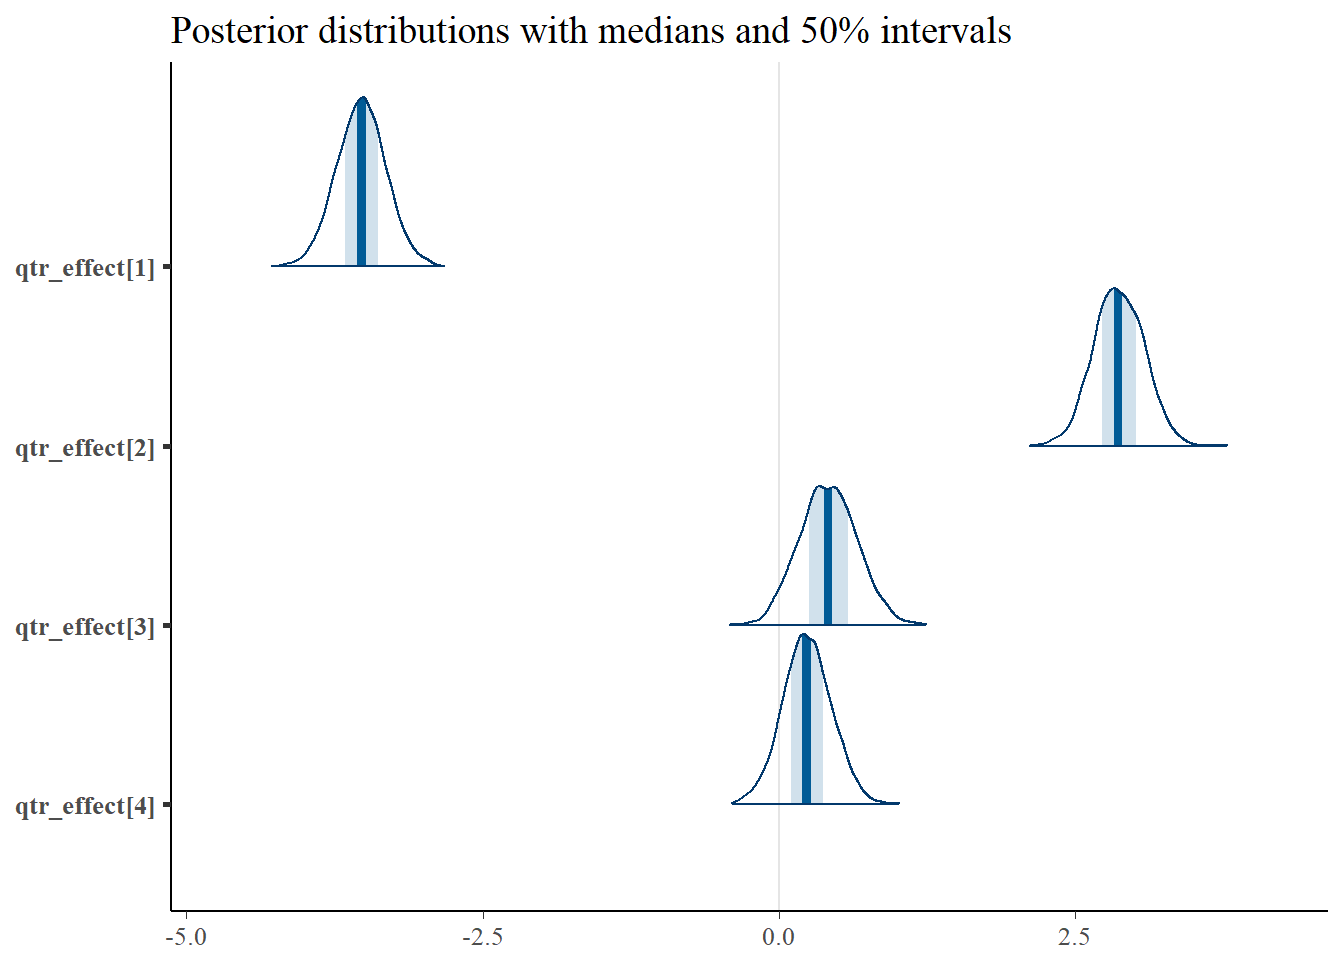 Posterior distributions with medians and 50% intervals
qtr_effect[1]
qtr_effect[2]
qtr_effect[3]
qtr_effect[4]
-5.0 -2.5 0.0 2.5